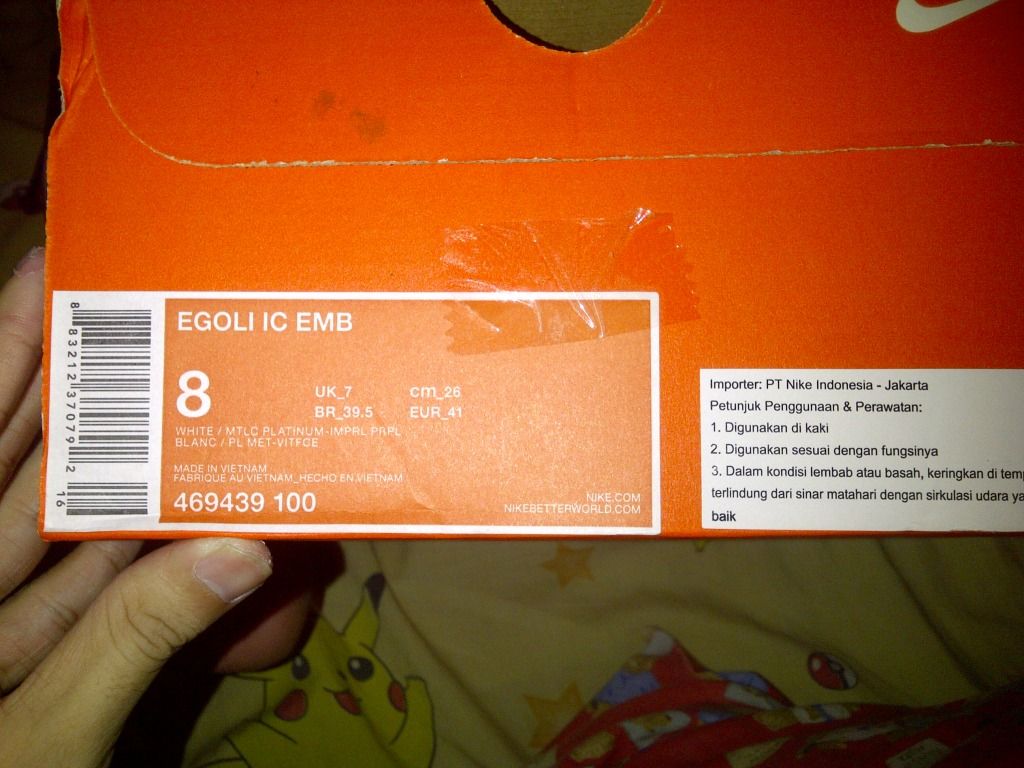 EGOLI IC EMB
8
UK_7 cm_26
BR_39.5 EUR_41
WHITE / MTLC PLATINUM-IMPRL PRPL
BLANC / PL MET-VITFCE
MADE IN VIETNAM
FABRIQUE AU VIETNAM_HECHO EN VIETNAM
469439 100
NIKE.COM
NIKEBETTERWORLD.COM
8 83212 37079 2
16
Importer: PT Nike Indonesia - Jakarta
Petunjuk Penggunaan & Perawatan:
1. Digunakan di kaki
2. Digunakan sesuai dengan fungsinya
3. Dalam kondisi lembab atau basah, keringkan di temp
terlindung dari sinar matahari dengan sirkulasi udara ya
baik